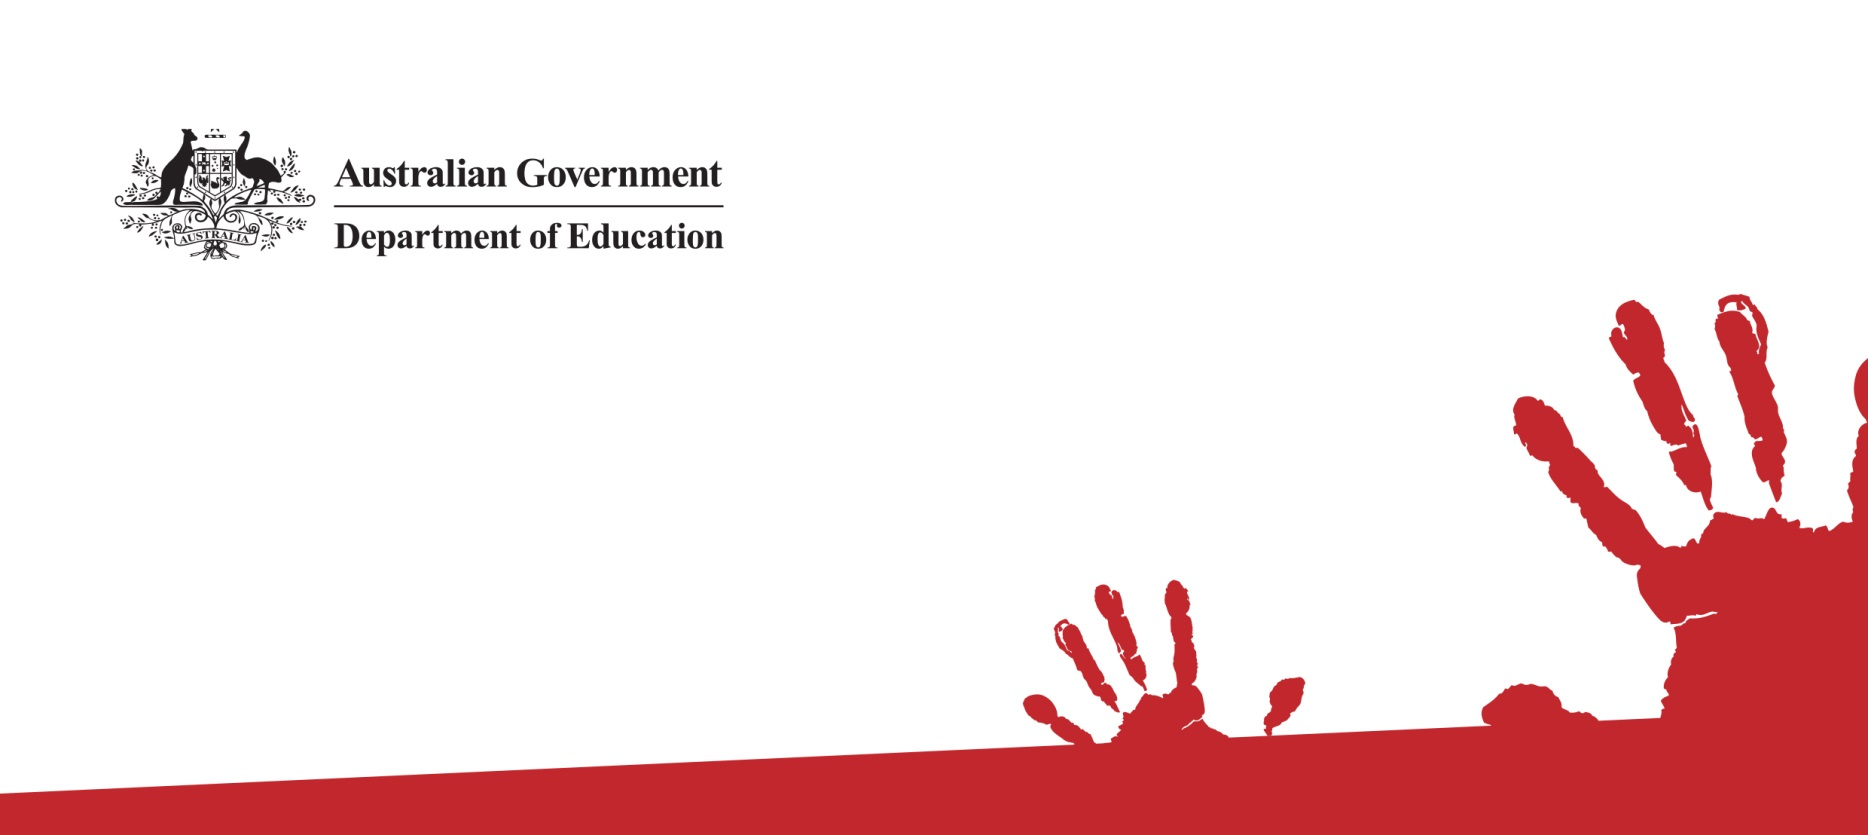 Australian Government
Department of Education
AUSTRALIA